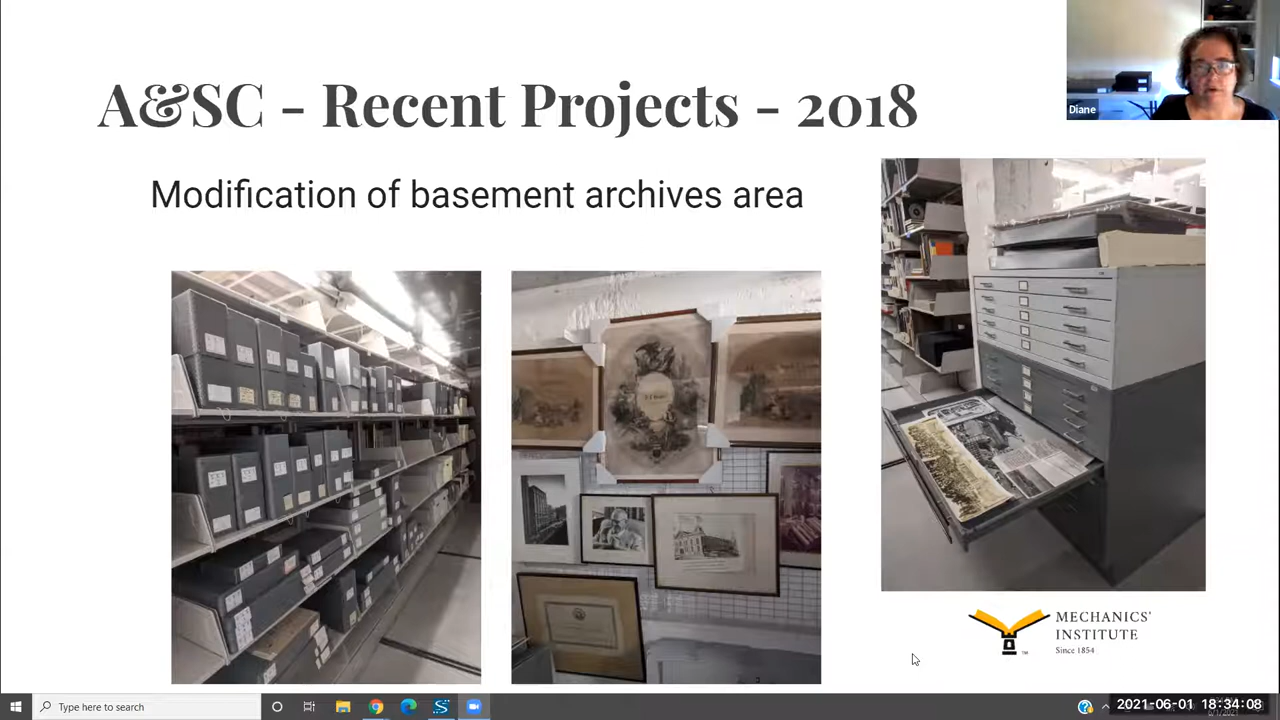 A&SC - Recent Projects - 2018
Diane
Modification of basement archives area
MECHANICS'
INSTITUTE
Since 1854
TM
Type here to search
2021-06-01 18:34:08